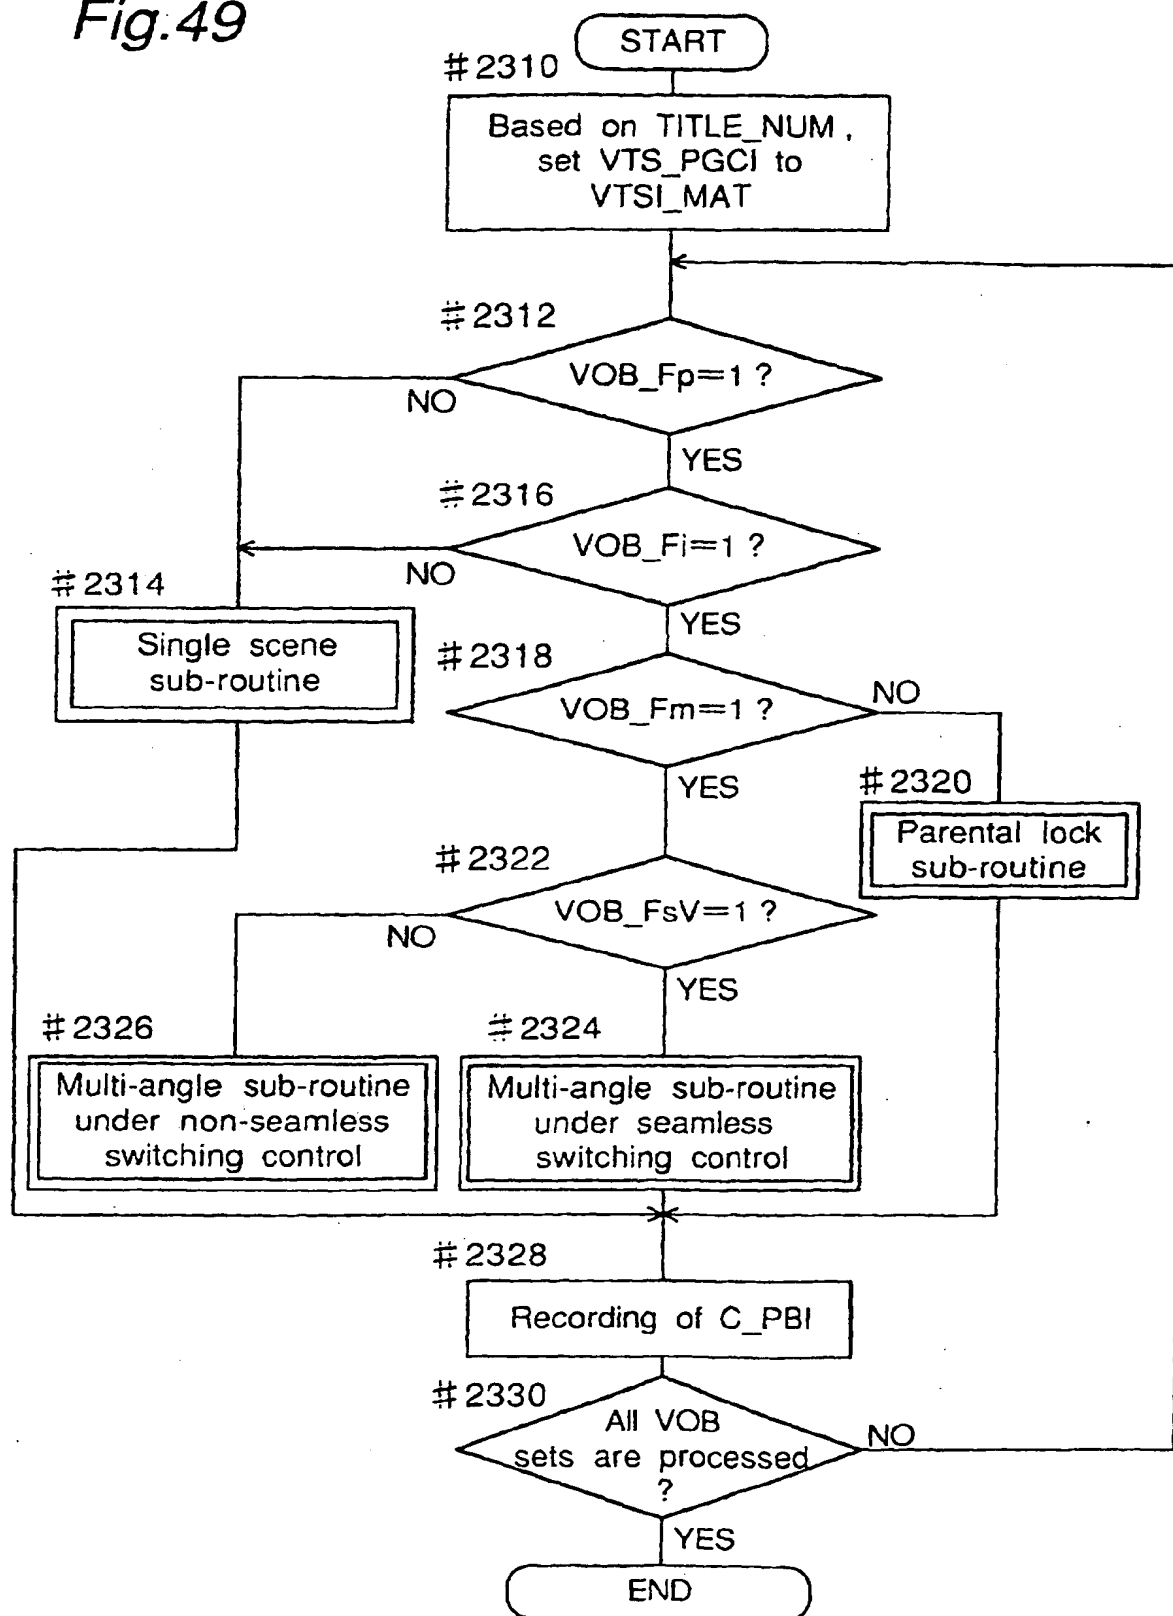 Fig.49
START
#2310
Based on TITLE_NUM,
set VTS_PGCI to
VTSI_MAT
#2312
VOB_Fp=1 ?
NO
YES
#2316
VOB_Fi=1 ?
NO
YES
#2314
Single scene
sub-routine
#2318
VOB_Fm=1 ?
NO
YES
#2320
Parental lock
sub-routine
#2322
VOB_FsV=1 ?
NO
YES
#2326
Multi-angle sub-routine
under non-seamless
switching control
#2324
Multi-angle sub-routine
under seamless
switching control
#2328
Recording of C_PBI
#2330
All VOB
sets are processed
?
NO
YES
END